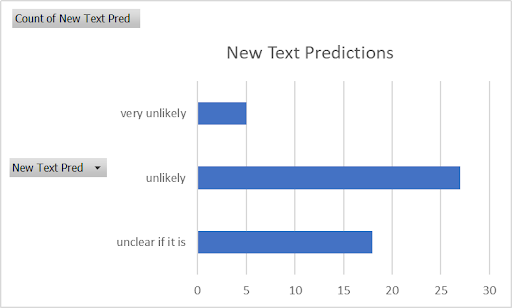 Count of New Text Pred
New Text Predictions
very unlikely
New Text Pred
unlikely
unclear if it is
0 5 10 15 20 25 30